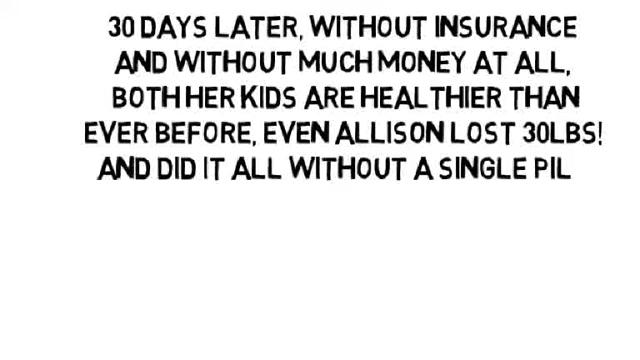 30 DAYS LATER, WITHOUT INSURANCE
AND WITHOUT MUCH MONEY AT ALL,
BOTH HER KIDS ARE HEALTHIER THAN
EVER BEFORE, EVEN ALLISON LOST 30LBS!
AND DID IT ALL WITHOUT A SINGLE PIL